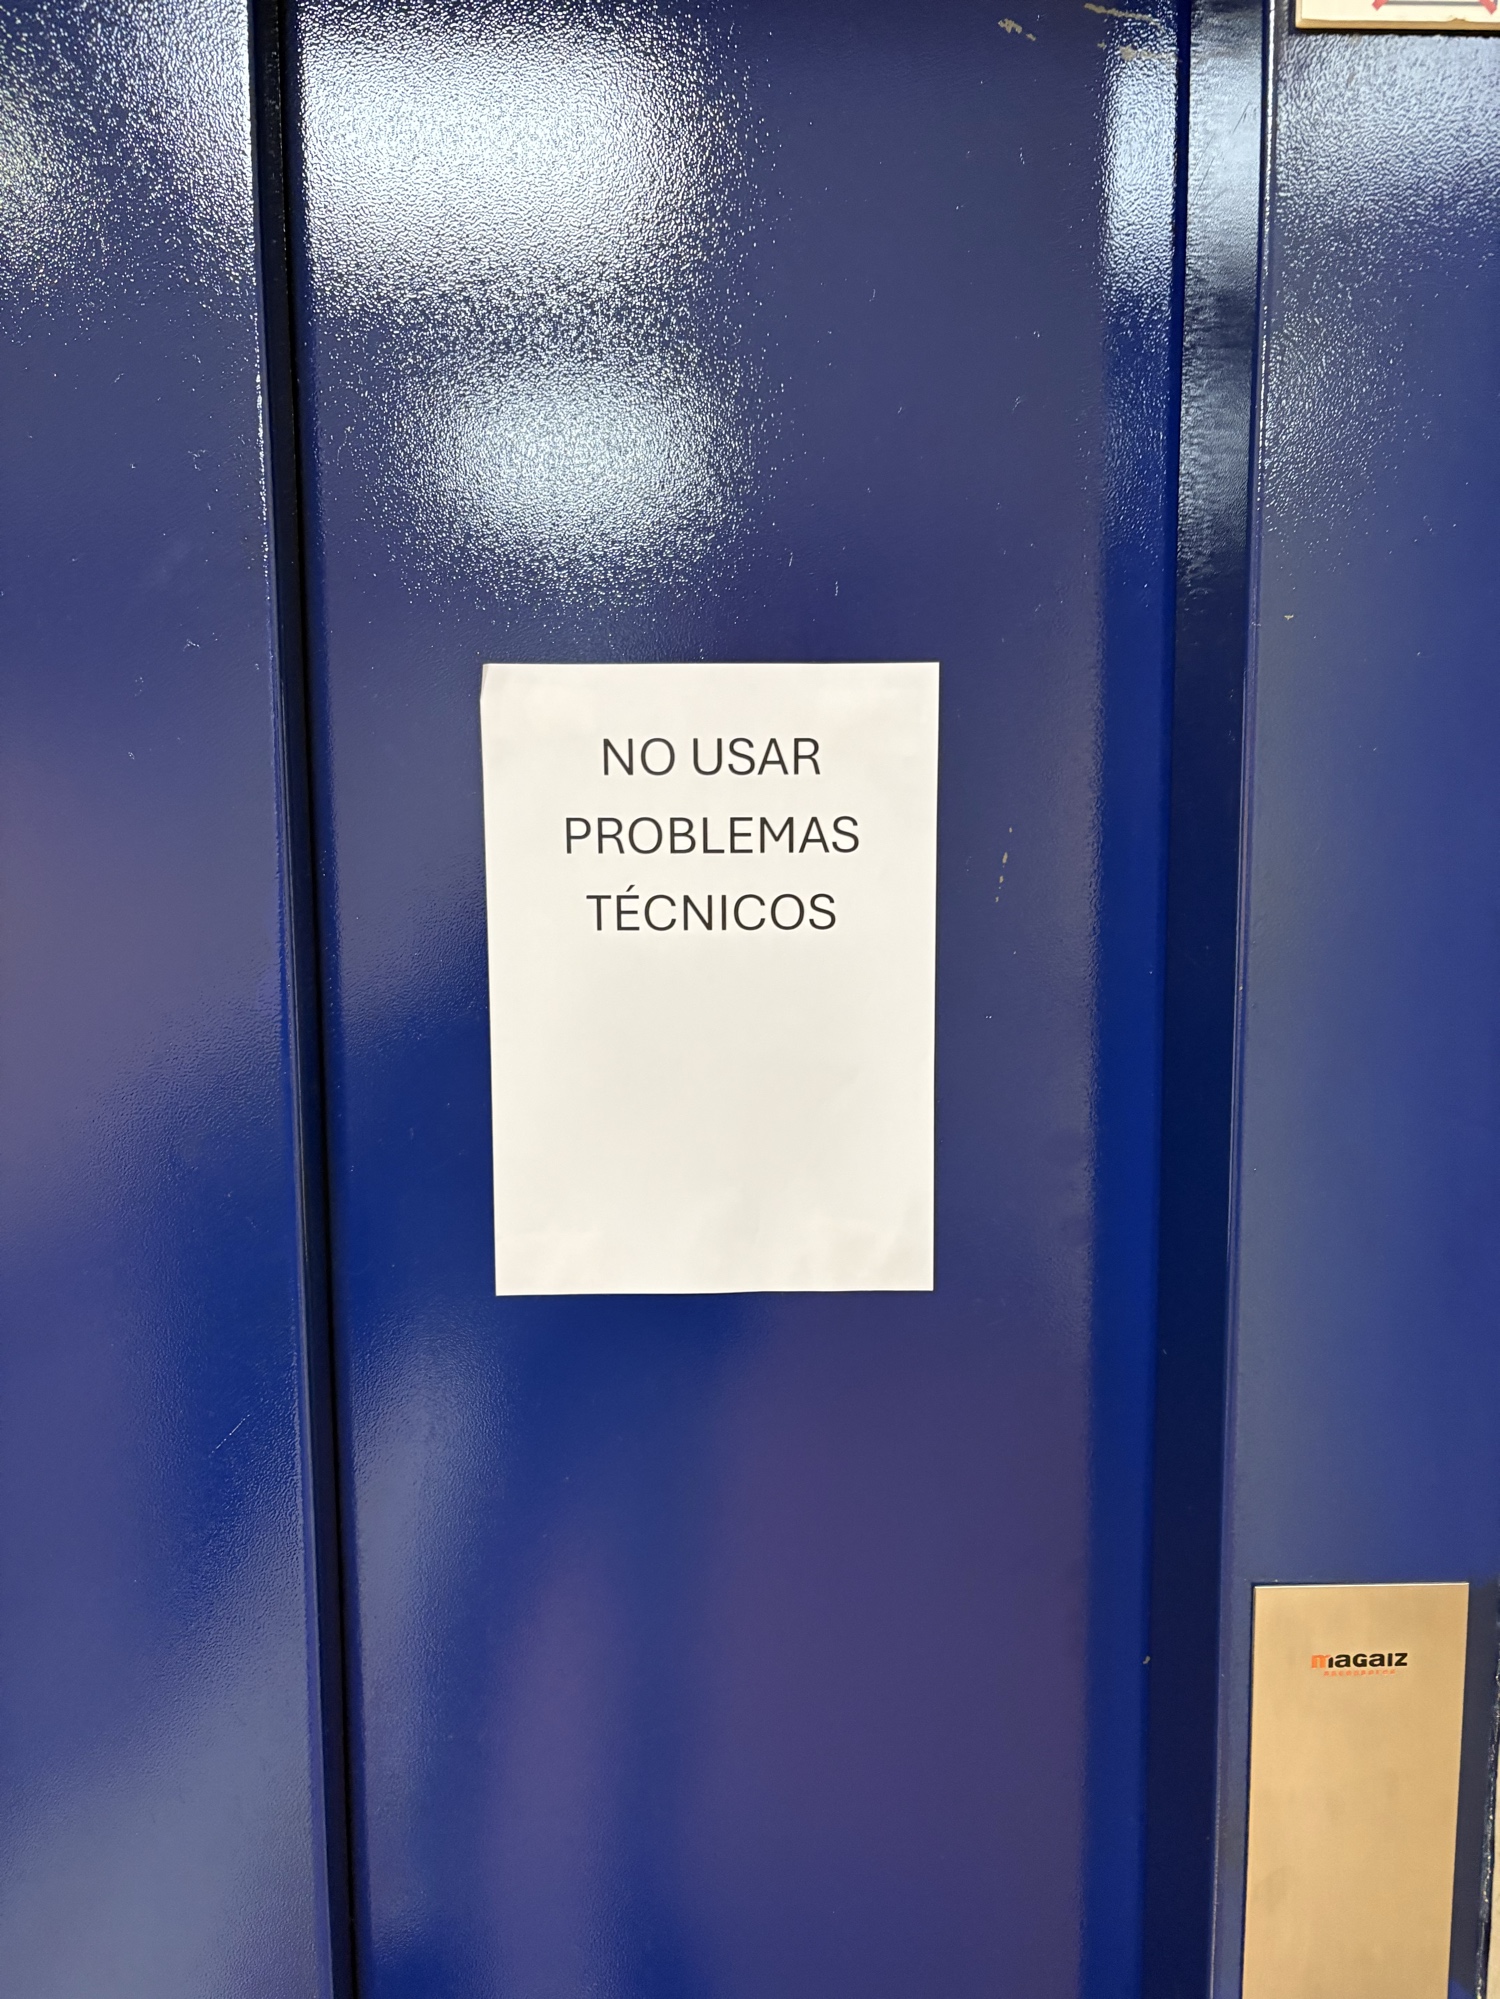 NO USAR
PROBLEMAS
TÉCNICOS
magaiz